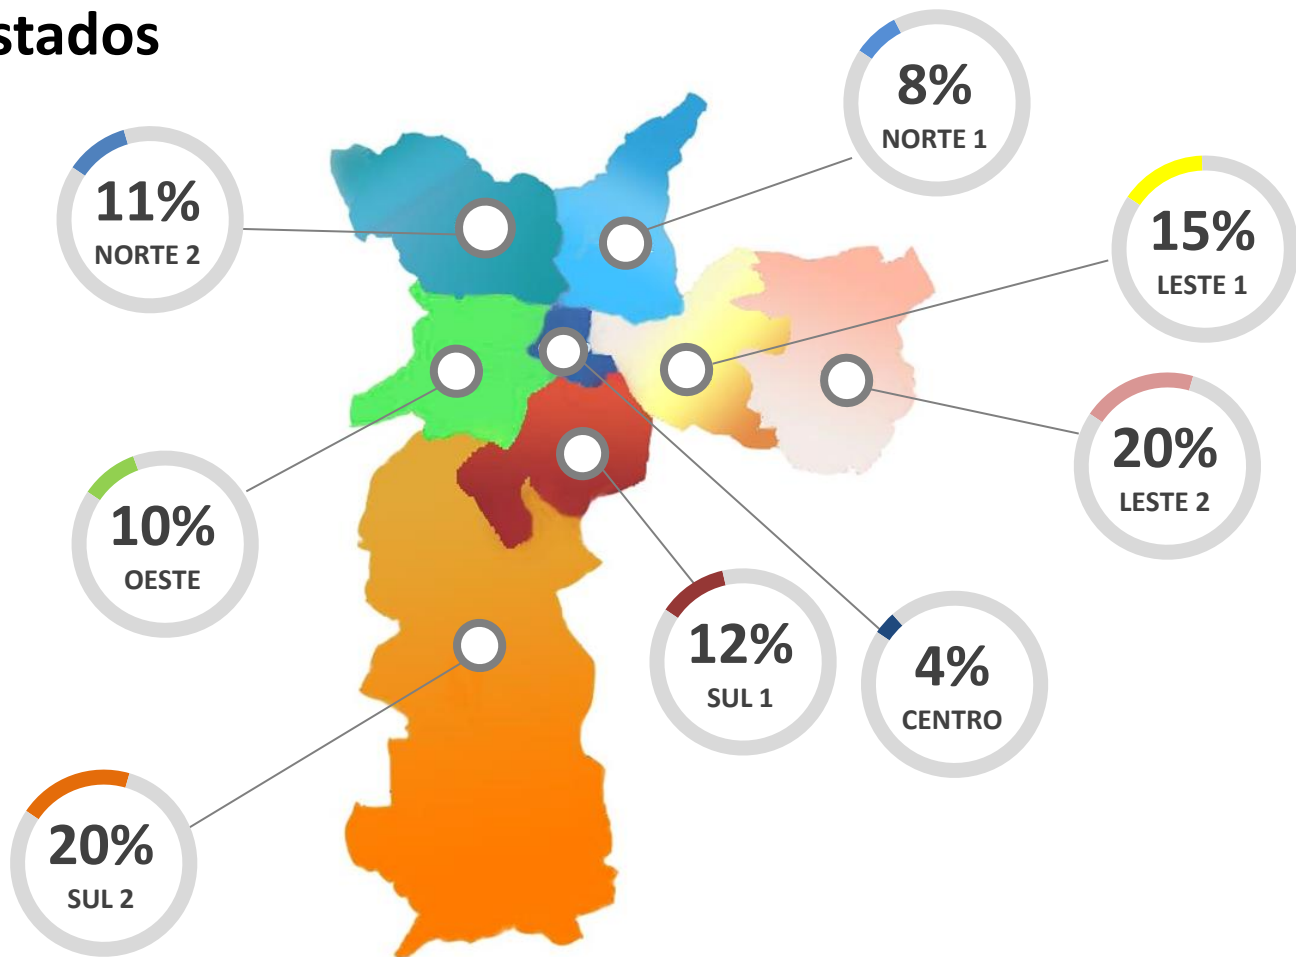 stados
8%
NORTE 1
11%
NORTE 2
15%
LESTE 1
20%
LESTE 2
10%
OESTE
12%
SUL 1
4%
CENTRO
20%
SUL 2